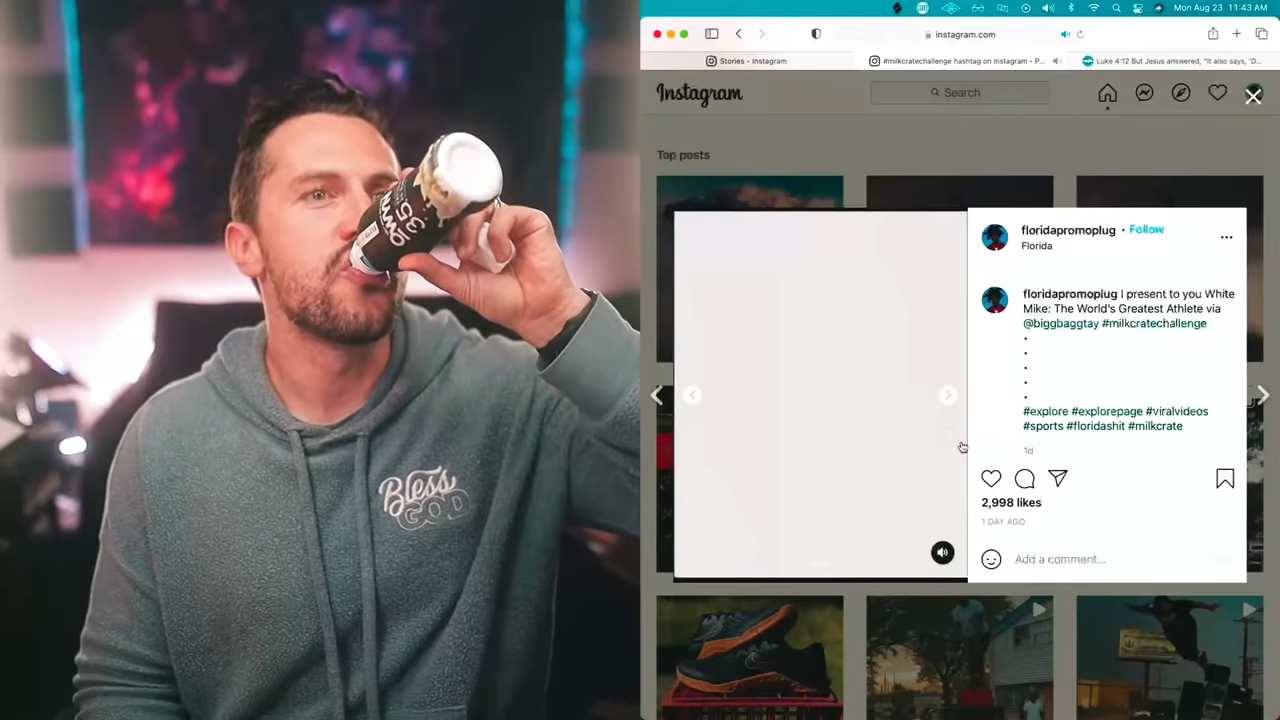 Mon Aug 23 11:43 AM
instagram.com
Stories • Instagram
#milkcratechallenge hashtag on Instagram • P...
Luke 4:12 But Jesus answered, "It also says, 'D...
Instagram
Search
Top posts
floridapromoplug • Follow
Florida
floridapromoplug I present to you White
Mike: The World's Greatest Athlete via
@biggbaggtay #milkcratechallenge
.
.
.
.
.
#explore #explorepage #viralvideos
#sports #floridashit #milkcrate
1d
2,998 likes
1 DAY AGO
Add a comment...
OWYN
35
Bless
GOD